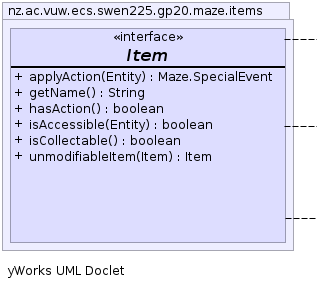 nz.ac.vuw.ecs.swen225.gp20.maze.items
«interface»
Item
+ applyAction(Entity) : Maze.SpecialEvent
+ getName() : String
+ hasAction() : boolean
+ isAccessible(Entity) : boolean
+ isCollectable() : boolean
+ unmodifiableItem(Item) : Item
yWorks UML Doclet